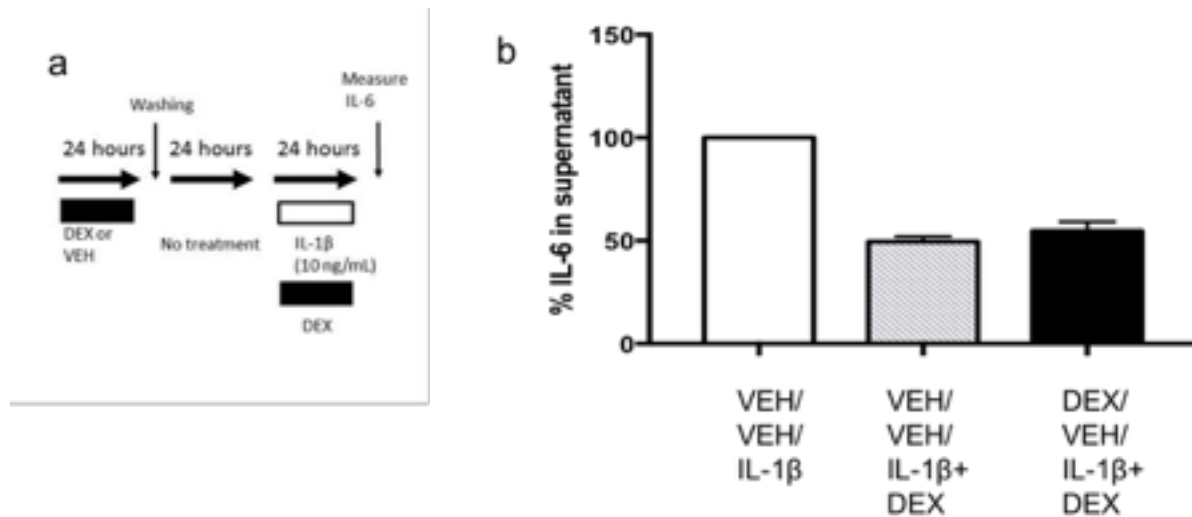 a
Measure
IL-6
Washing
24 hours 24 hours 24 hours
DEX or
VEH
No treatment
IL-1β
(10 ng/mL)
DEX
b
% IL-6 in supernatant
150
100
50
0
VEH/
VEH/
IL-1β
VEH/
VEH/
IL-1β+
DEX
DEX/
VEH/
IL-1β+
DEX